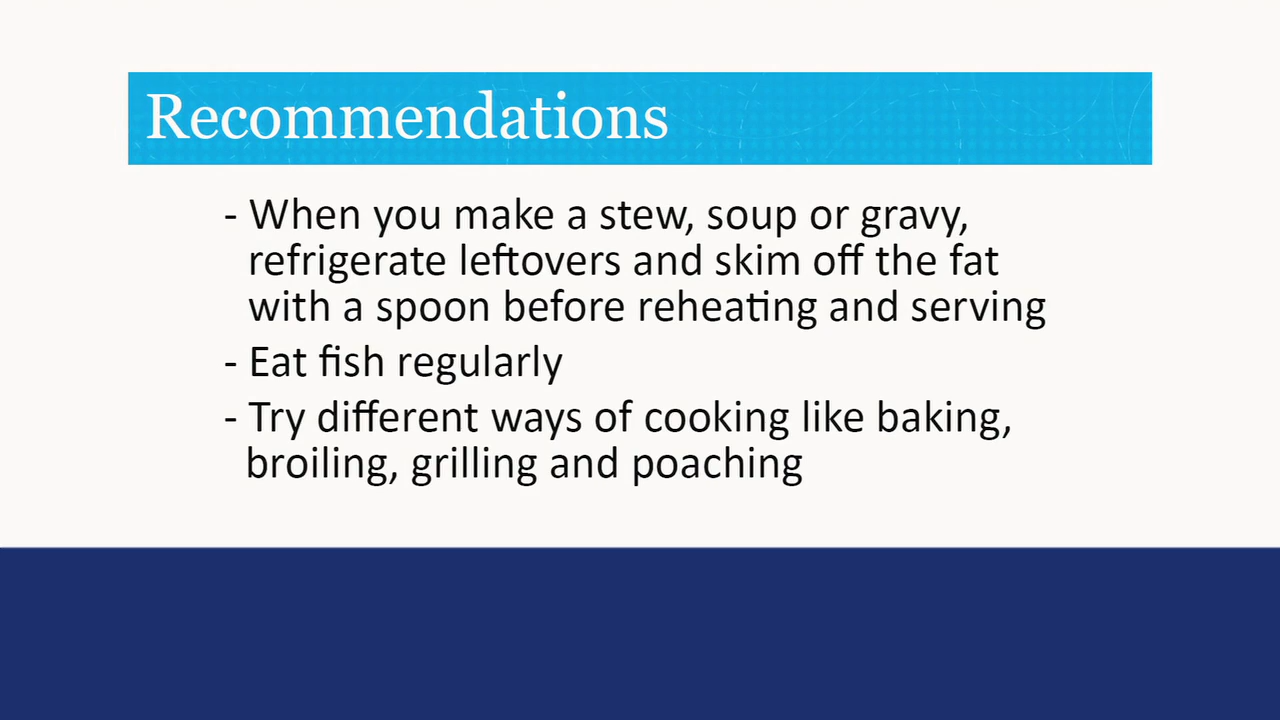 Recommendations
- When you make a stew, soup or gravy,
refrigerate leftovers and skim off the fat
with a spoon before reheating and serving
- Eat fish regularly
- Try different ways of cooking like baking,
broiling, grilling and poaching